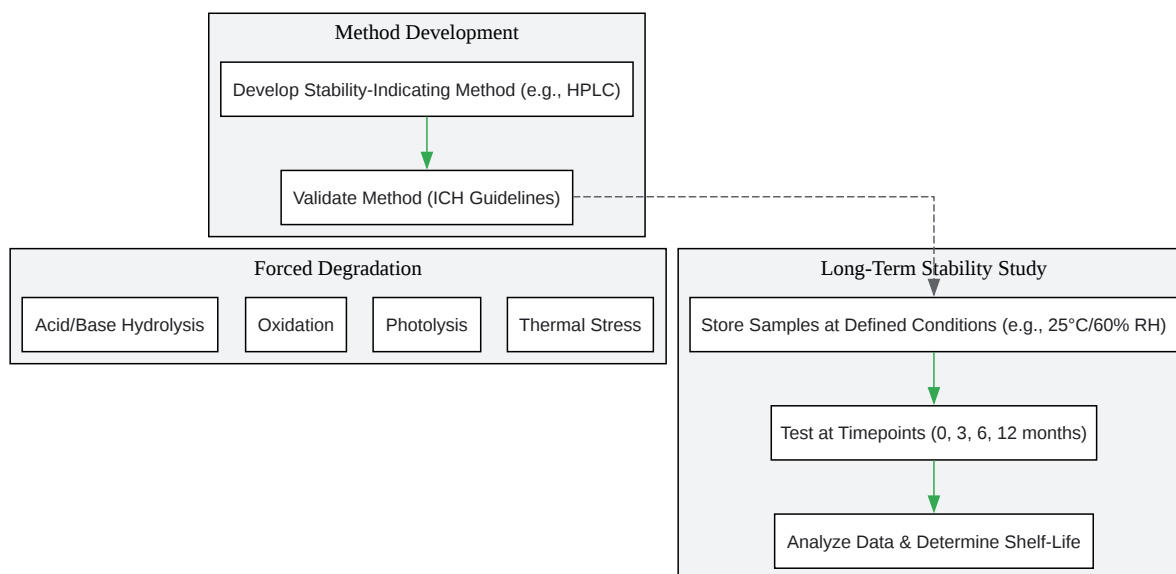 Method Development
Develop Stability-Indicating Method (e.g., HPLC)
Validate Method (ICH Guidelines)
Forced Degradation
Acid/Base Hydrolysis
Oxidation
Photolysis
Thermal Stress
Long-Term Stability Study
Store Samples at Defined Conditions (e.g., 25°C/60% RH)
Test at Timepoints (0, 3, 6, 12 months)
Analyze Data & Determine Shelf-Life